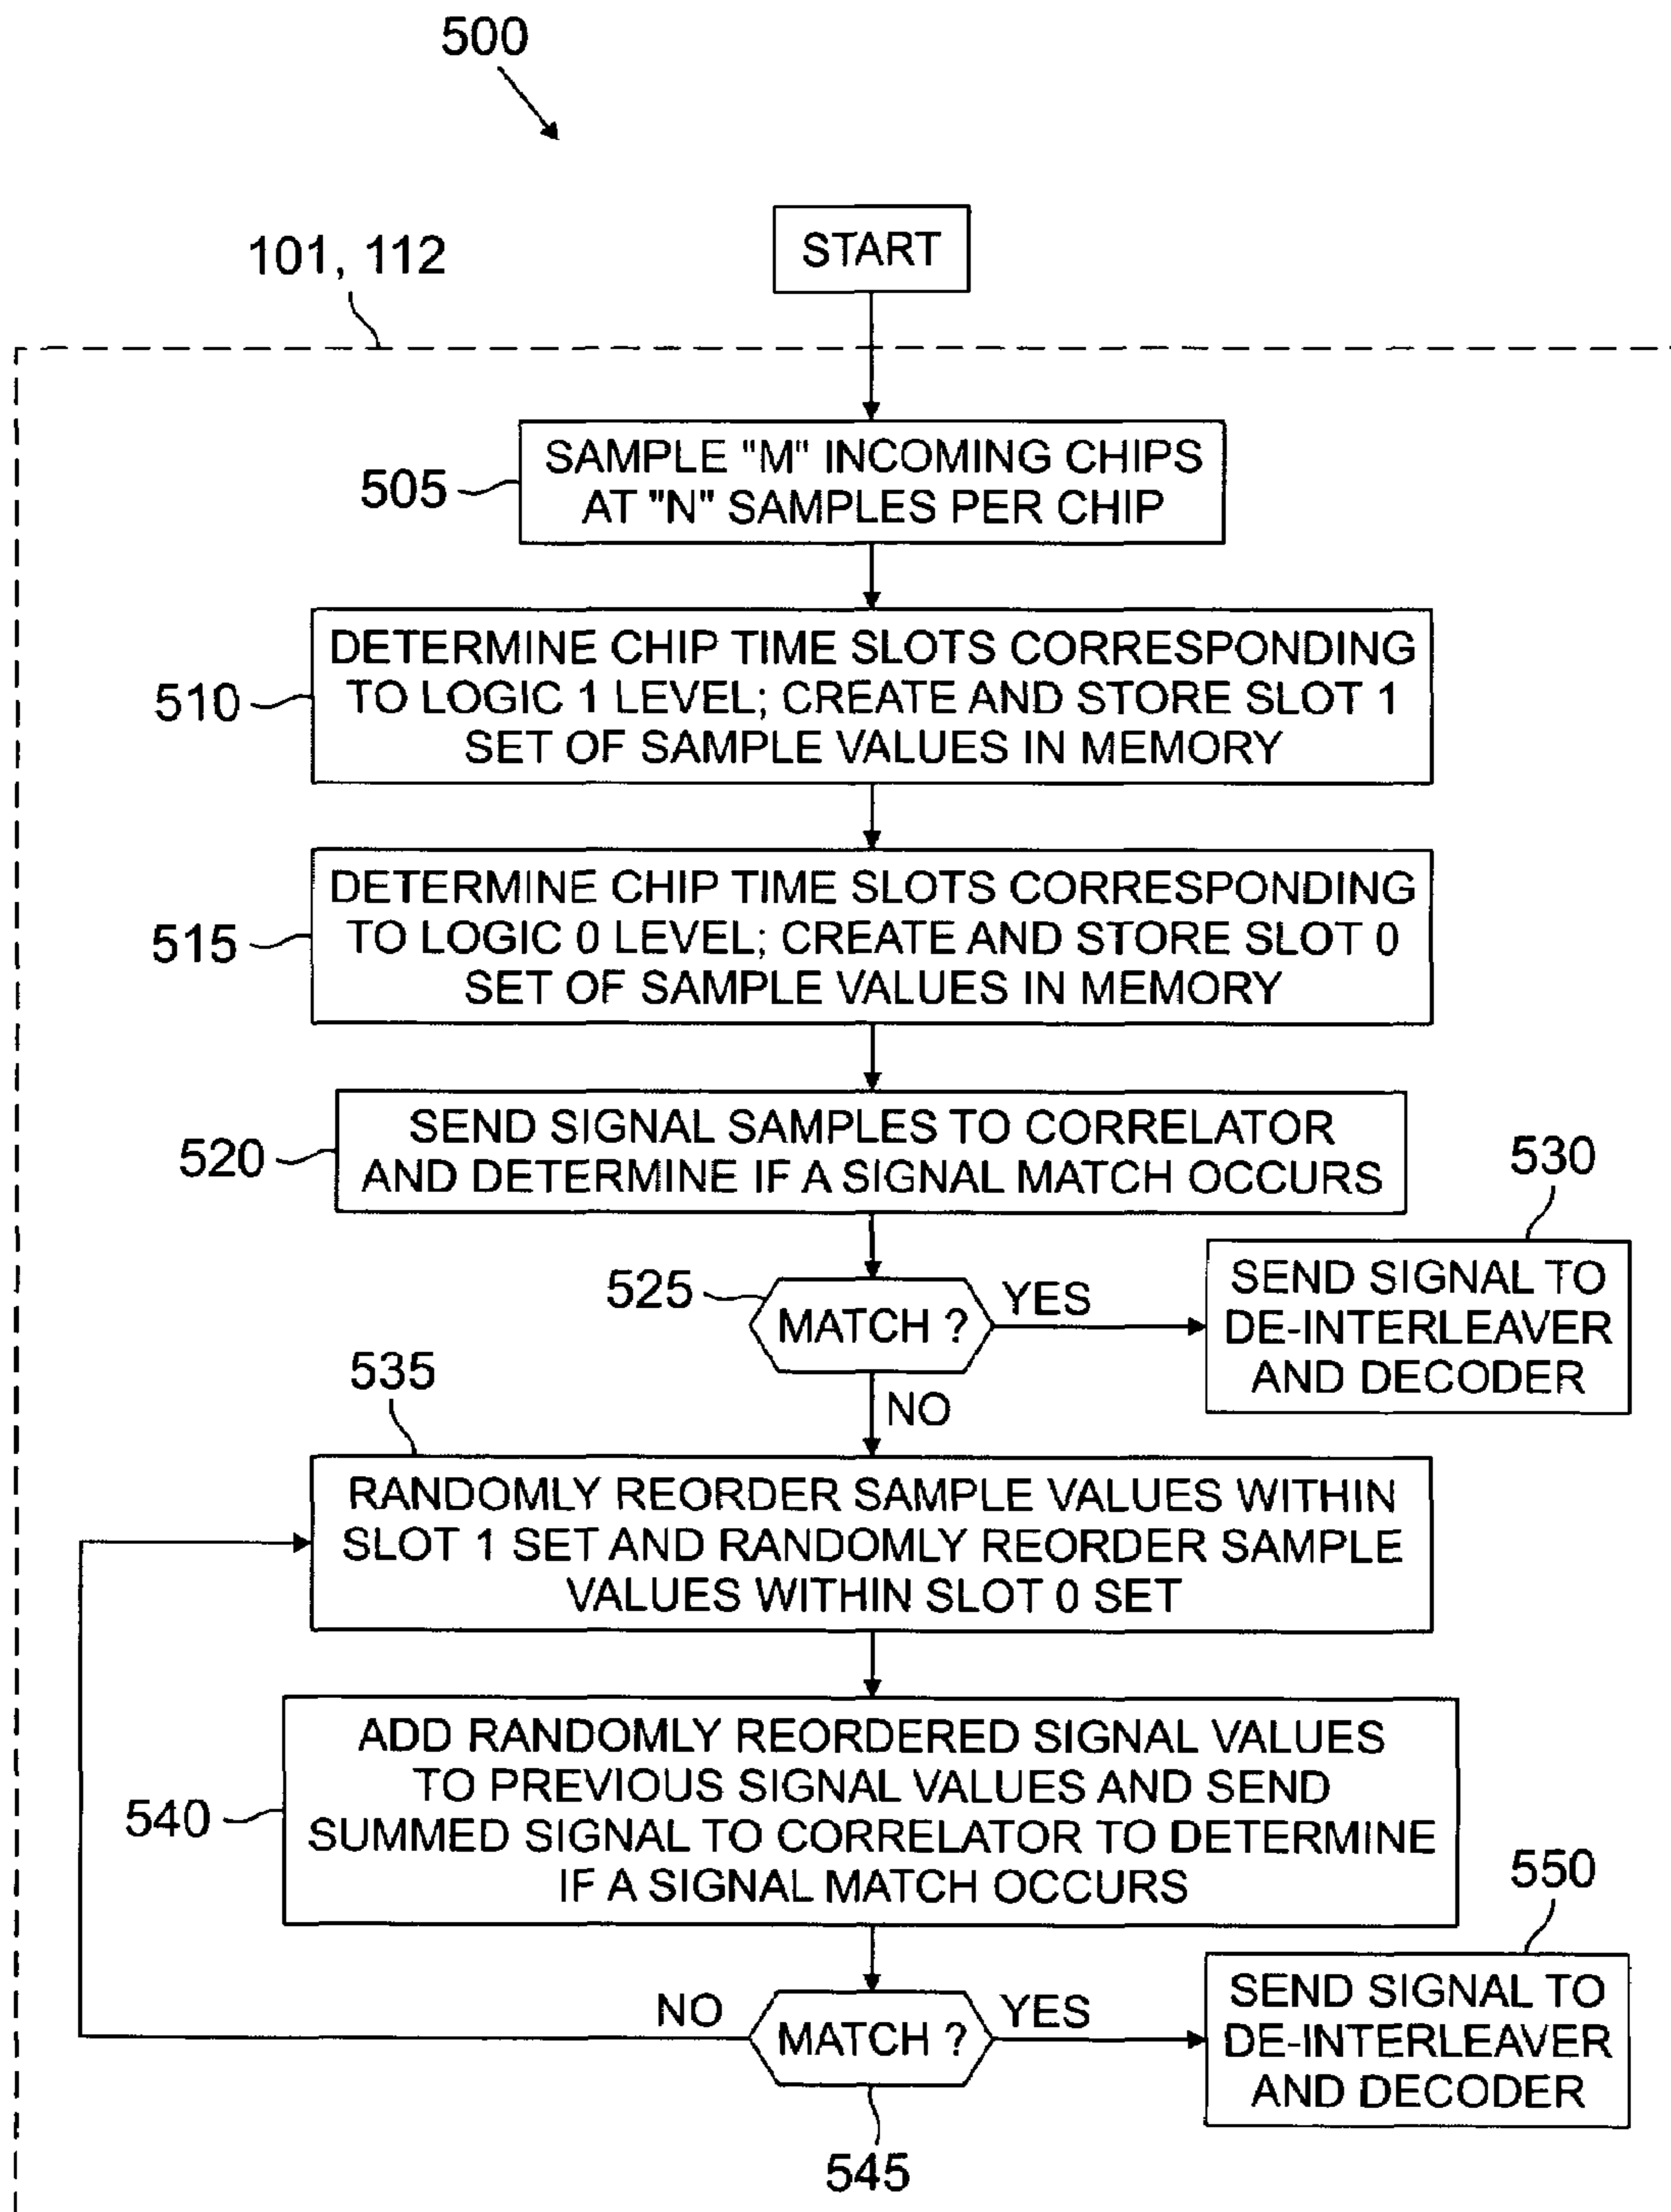 500
START
101, 112
SAMPLE "M" INCOMING CHIPS
AT "N" SAMPLES PER CHIP
505
DETERMINE CHIP TIME SLOTS CORRESPONDING
TO LOGIC 1 LEVEL; CREATE AND STORE SLOT 1
SET OF SAMPLE VALUES IN MEMORY
510
DETERMINE CHIP TIME SLOTS CORRESPONDING
TO LOGIC 0 LEVEL; CREATE AND STORE SLOT 0
SET OF SAMPLE VALUES IN MEMORY
515
SEND SIGNAL SAMPLES TO CORRELATOR
AND DETERMINE IF A SIGNAL MATCH OCCURS
520
530
525
MATCH ?
YES
SEND SIGNAL TO
DE-INTERLEAVER
AND DECODER
NO
535
RANDOMLY REORDER SAMPLE VALUES WITHIN
SLOT 1 SET AND RANDOMLY REORDER SAMPLE
VALUES WITHIN SLOT 0 SET
ADD RANDOMLY REORDERED SIGNAL VALUES
TO PREVIOUS SIGNAL VALUES AND SEND
SUMMED SIGNAL TO CORRELATOR TO DETERMINE
IF A SIGNAL MATCH OCCURS
540
550
NO
MATCH ?
YES
SEND SIGNAL TO
DE-INTERLEAVER
AND DECODER
545